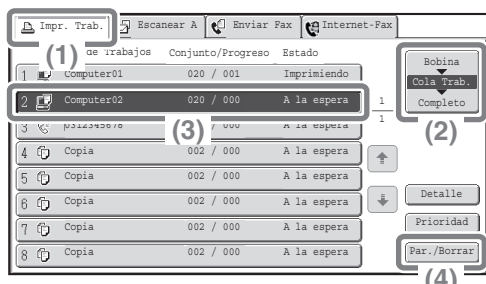 Impr. Trab. Escanear A Enviar Fax Internet-Fax
(1)
de Trabajos Conjunto/Progreso Estado
1 Computer01 020 / 001 Imprimiendo
2 Computer02 020 / 000 A la espera
3 0312345678 / 000 A la espera
(3)
4 Copia 002 / 000 A la espera
5 Copia 002 / 000 A la espera
6 Copia 002 / 000 A la espera
7 Copia 002 / 000 A la espera
8 Copia 002 / 000 A la espera
1
1
Bobina
Cola Trab.
Completo
(2)
Detalle
Prioridad
Par./Borrar
(4)